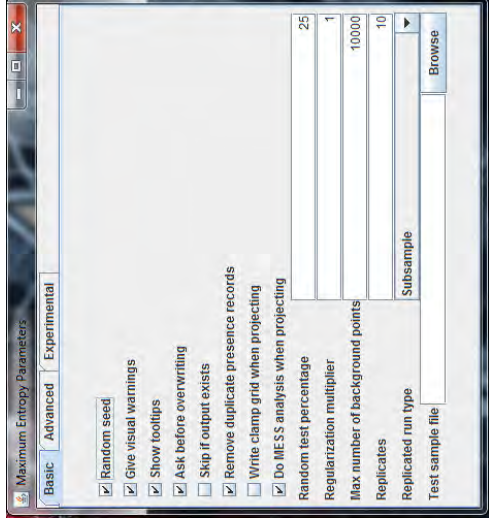 Maximum Entropy Parameters
Basic Advanced Experimental
Random seed
Give visual warnings
Show tooltips
Ask before overwriting
Skip if output exists
Remove duplicate presence records
Write clamp grid when projecting
Do MESS analysis when projecting
Random test percentage 25
Regularization multiplier 1
Max number of background points 10000
Replicates 10
Replicated run type Subsample
Test sample file Browse